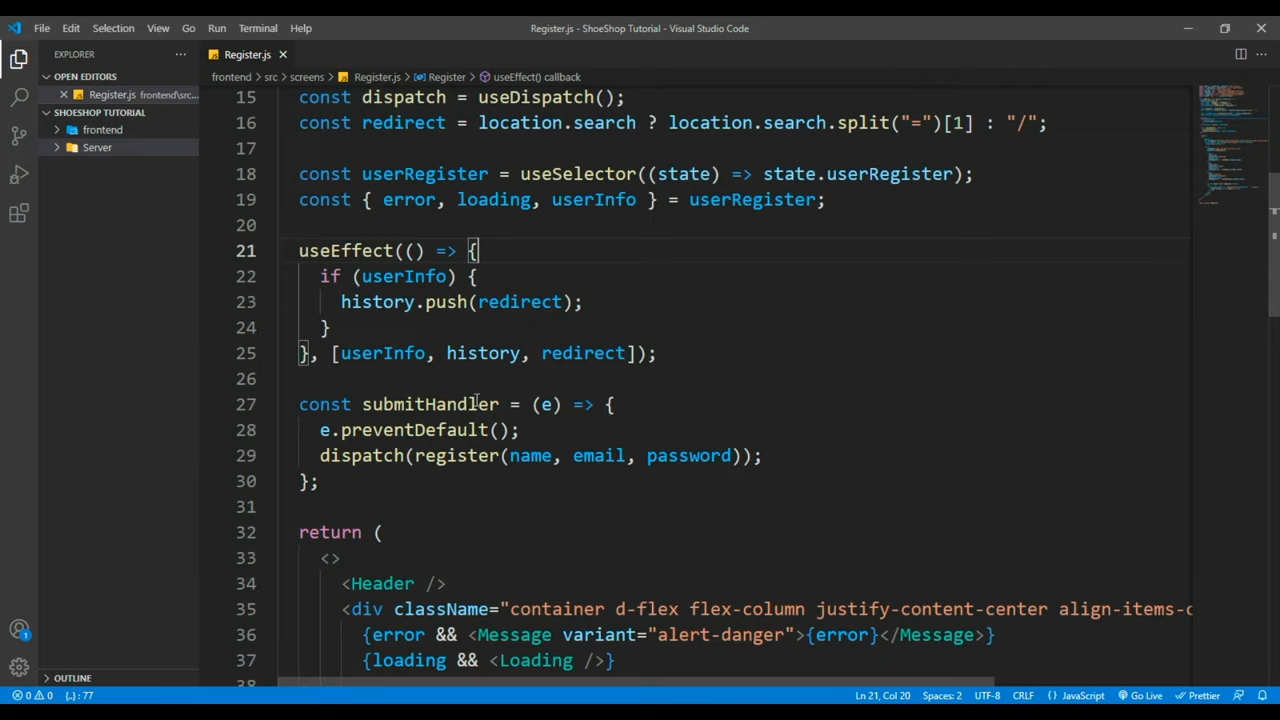 File Edit Selection View Go Run Terminal Help
Register.js - ShoeShop Tutorial - Visual Studio Code
EXPLORER
OPEN EDITORS
Register.js frontend\src...
SHOESHOP TUTORIAL
frontend
Server
OUTLINE
Register.js
frontend > src > screens > Register.js > Register > useEffect() callback
15 const dispatch = useDispatch();
16 const redirect = location.search ? location.search.split("=")[1] : "/";
17
18 const userRegister = useSelector((state) => state.userRegister);
19 const { error, loading, userInfo } = userRegister;
20
21 useEffect(() => {
22 if (userInfo) {
23 history.push(redirect);
24 }
25 }, [userInfo, history, redirect]);
26
27 const submitHandler = (e) => {
28 e.preventDefault();
29 dispatch(register(name, email, password));
30 };
31
32 return (
33 <>
34 <Header />
35 <div className="container d-flex flex-column justify-content-center align-items-c
36 {error && <Message variant="alert-danger">{error}</Message>}
37 {loading && <Loading />}
1
0 0 {..} : 77
Ln 21, Col 20 Spaces: 2 UTF-8 CRLF {} JavaScript Go Live Prettier